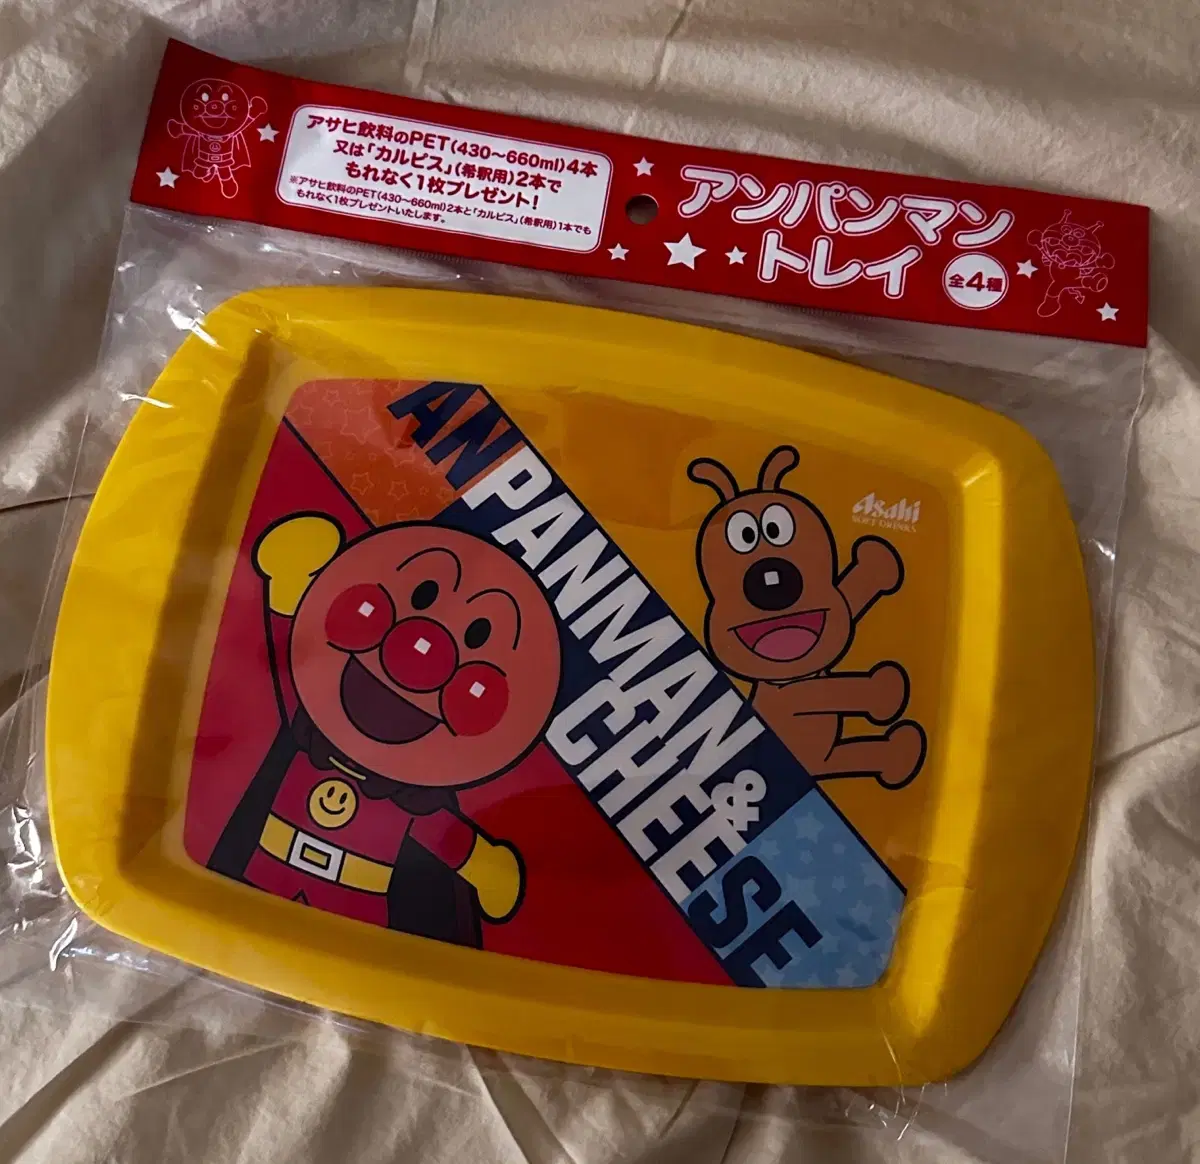 アサヒ飲料のPET(430〜660ml)4本
又は「カルピス」(希釈用)2本で
もれなく1枚プレゼント!
※アサヒ飲料のPET(430〜660ml)2本と「カルピス」(希釈用)1本でも
もれなく1枚プレゼントいたします。
アンパンマン
トレイ
全4種
ANPANMAN
&CHEESE
Asahi
SOFT DRINKS